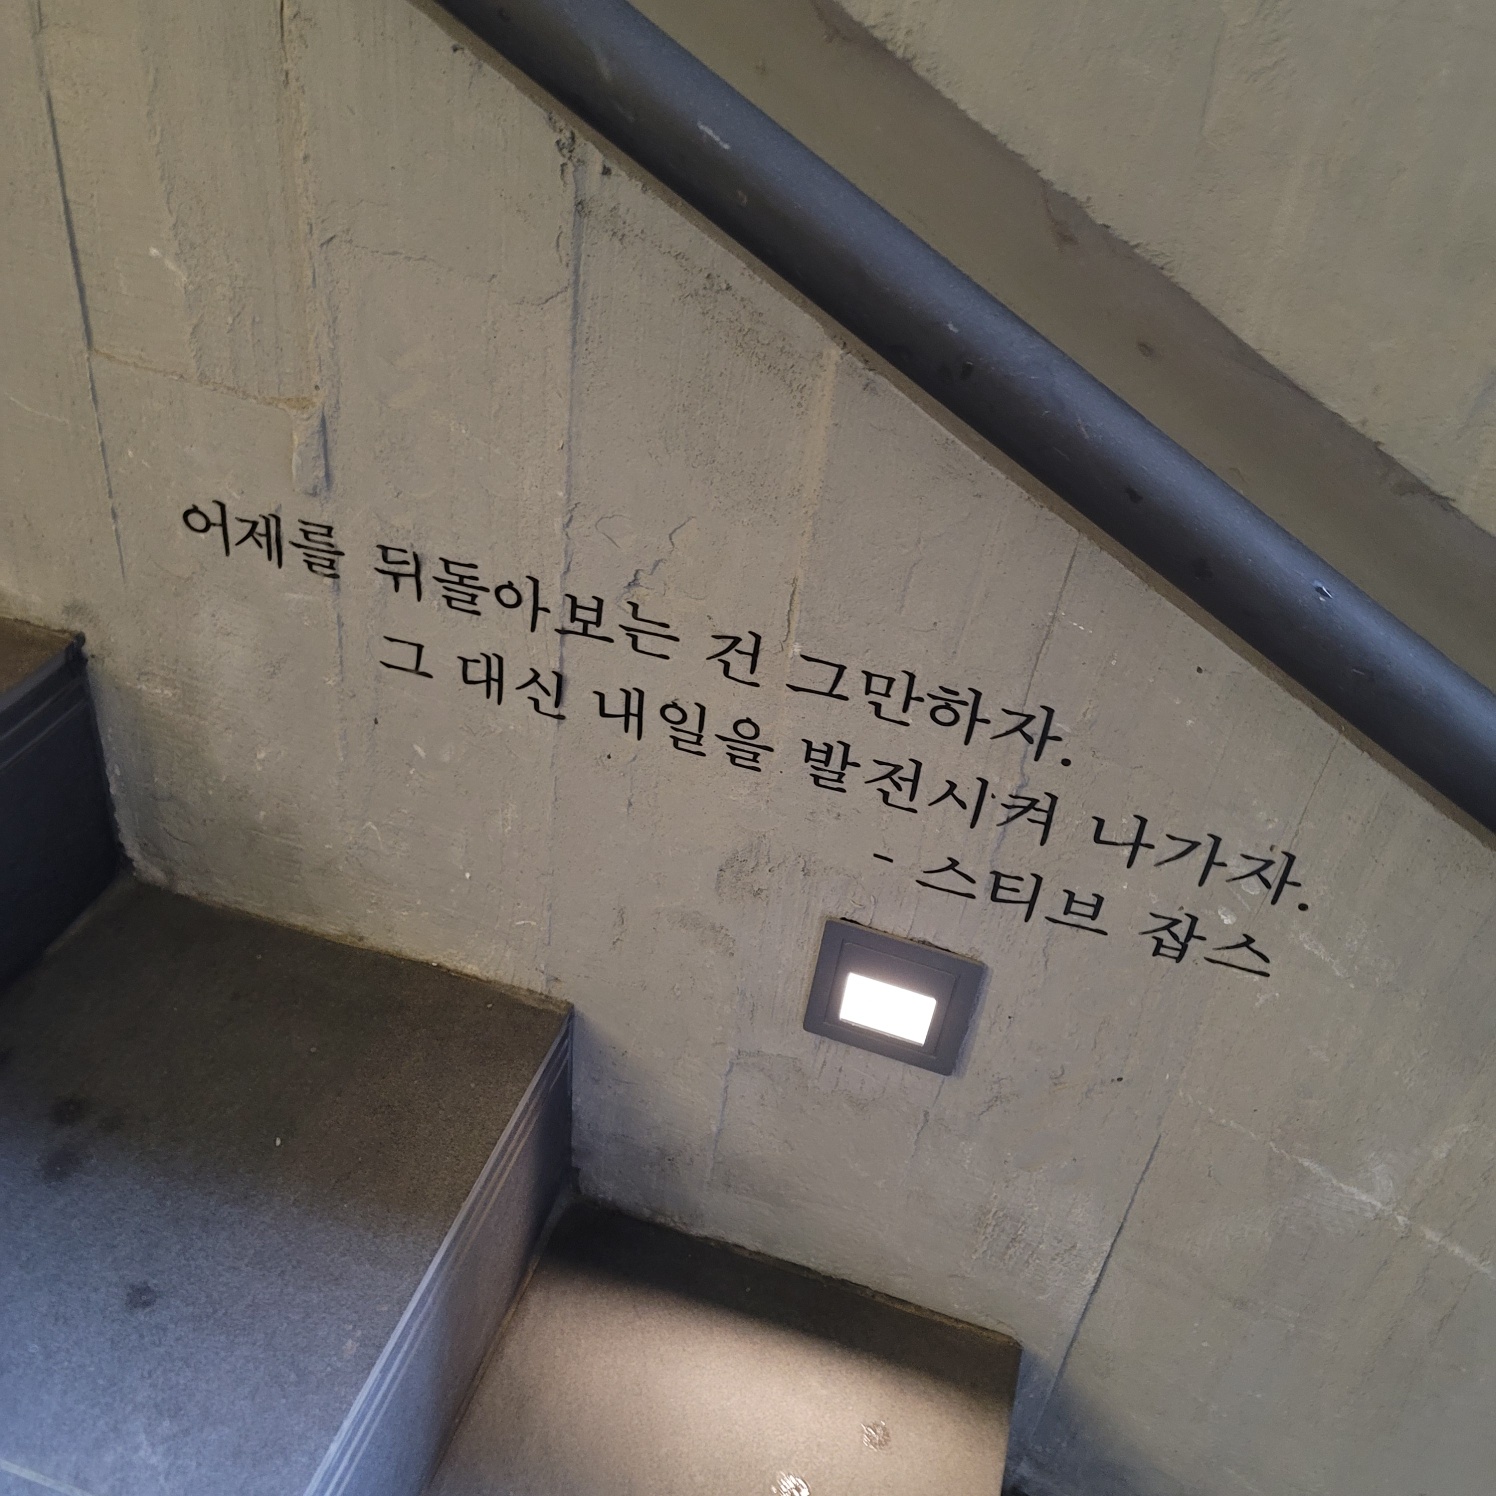 어제를 뒤돌아보는 건 그만하자.
그 대신 내일을 발전시켜 나가자.
- 스티브 잡스